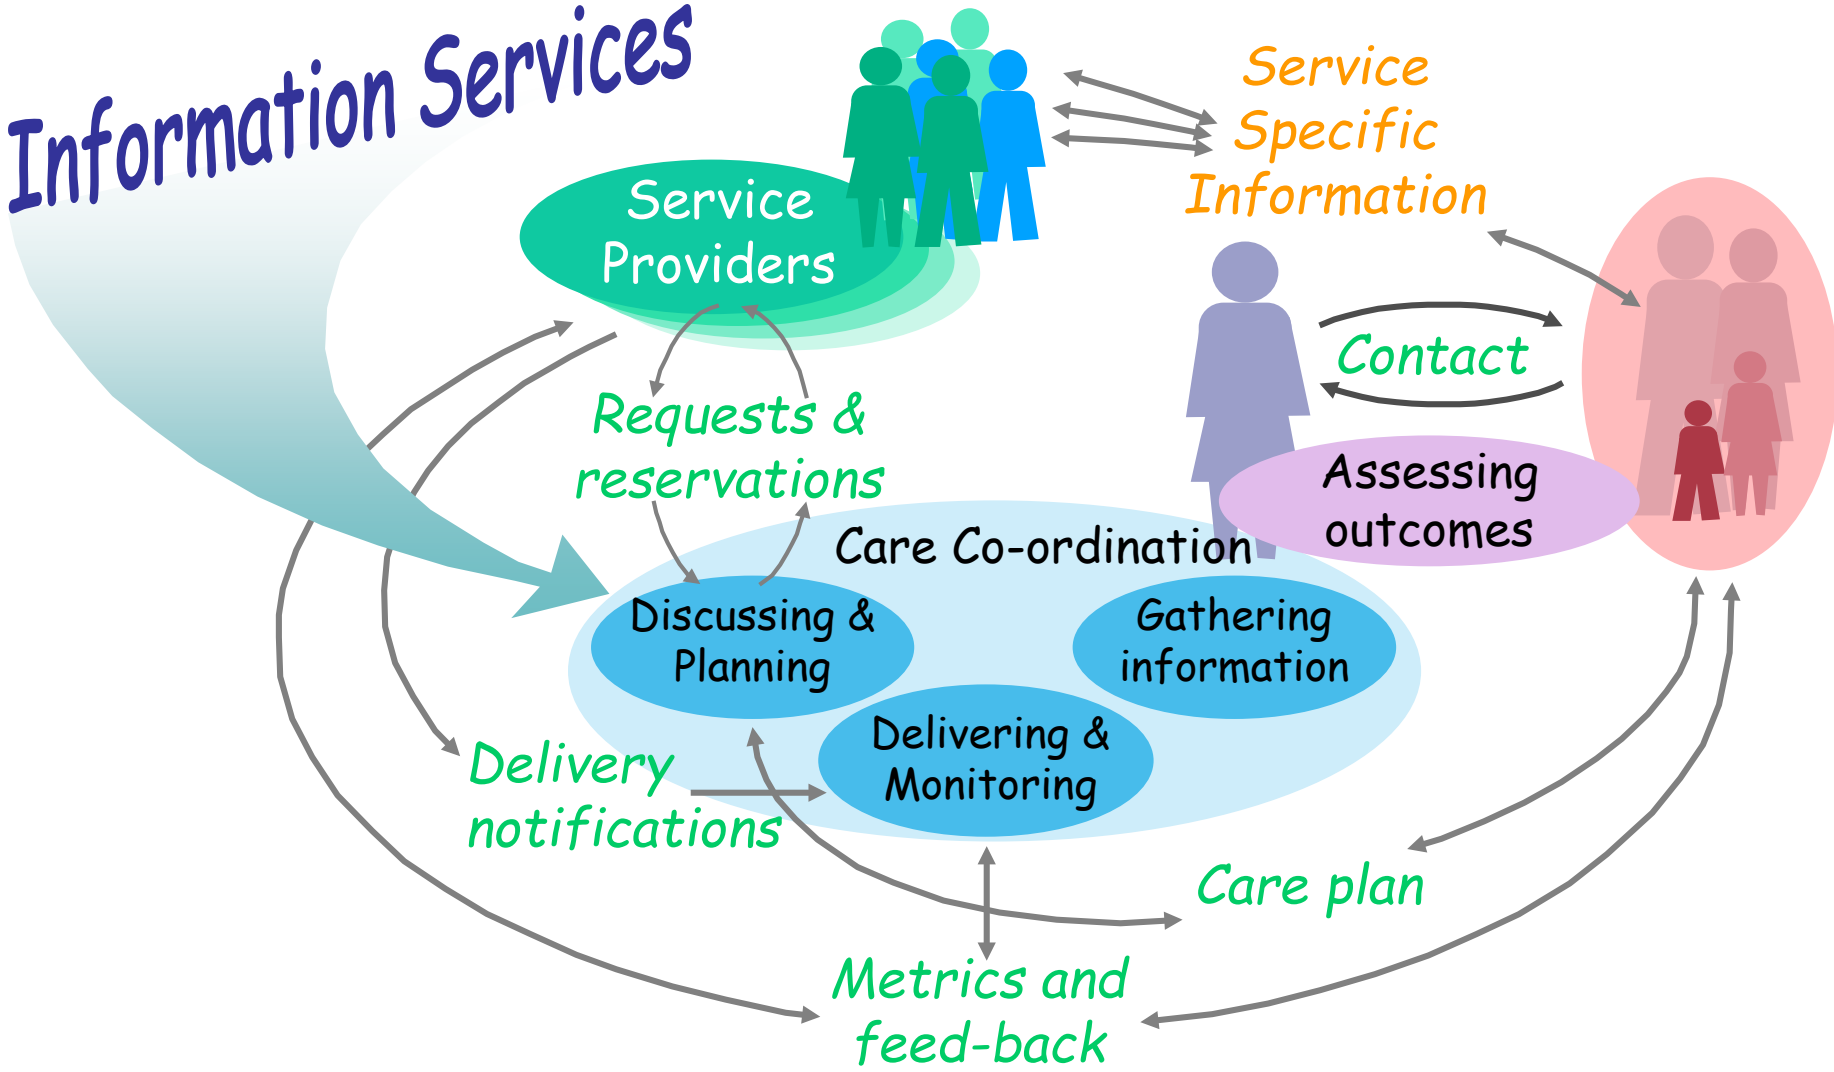 Information Services
Service
Providers
Service
Specific
Information
Contact
Requests &
reservations
Assessing
outcomes
Care Co-ordination
Discussing &
Planning
Gathering
information
Delivering &
Monitoring
Delivery
notifications
Care plan
Metrics and
feed-back